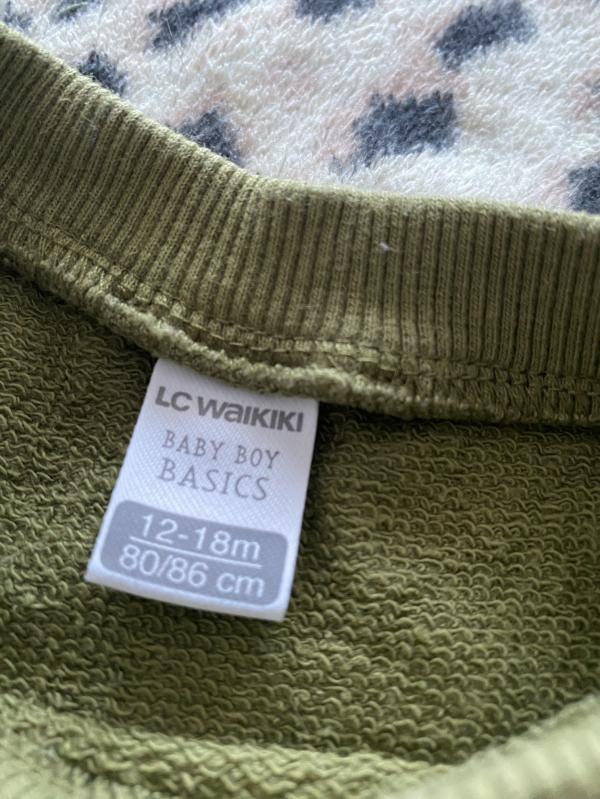 LC WAIKIKI
BABY BOY
BASICS
12-18m
80/86 cm